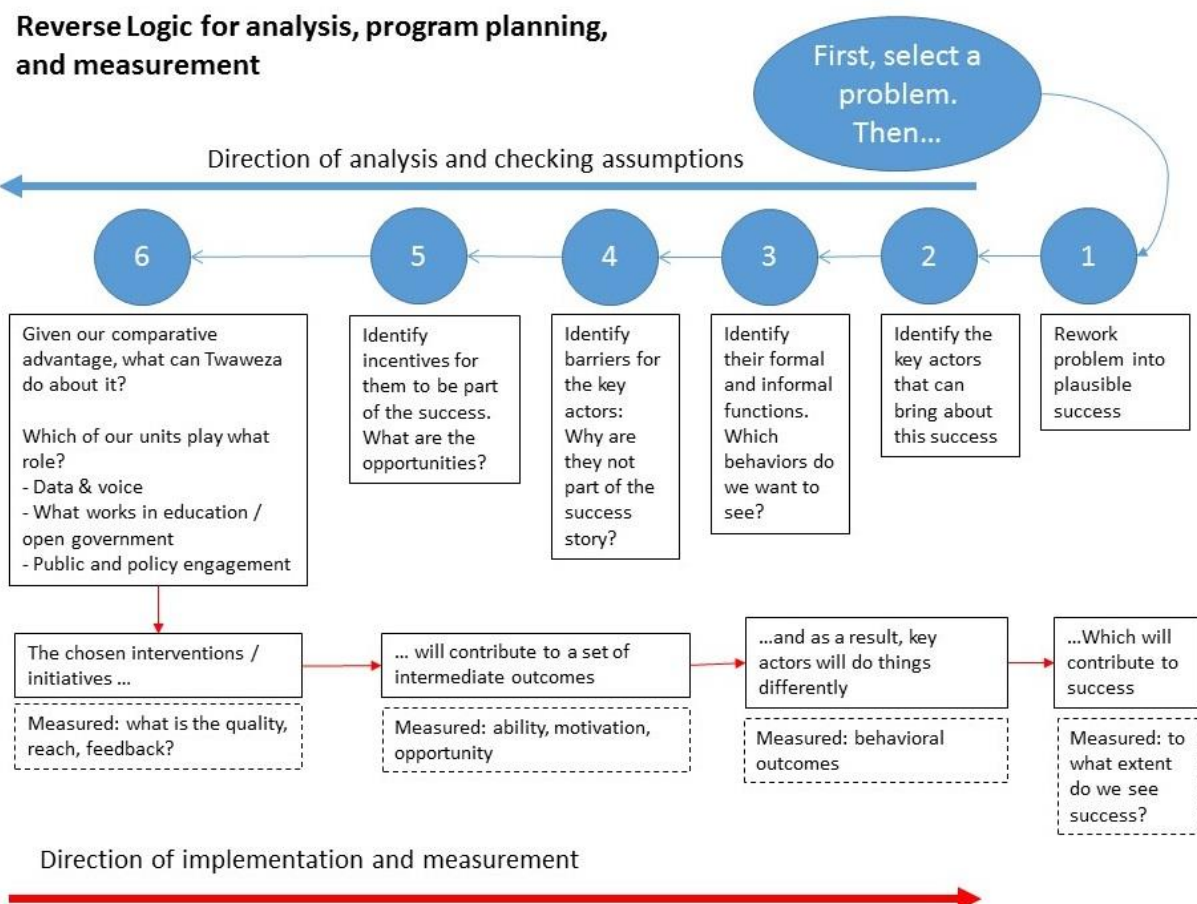 Reverse Logic for analysis, program planning,
and measurement
First, select a
problem.
Then...
Direction of analysis and checking assumptions
6
5
4
3
2
1
Given our comparative
advantage, what can Twaweza
do about it?
Which of our units play what
role?
- Data & voice
- What works in education /
open government
- Public and policy engagement
Identify
incentives for
them to be part
of the success.
What are the
opportunities?
Identify
barriers for
the key
actors:
Why are
they not
part of the
success
story?
Identify
their formal
and informal
functions.
Which
behaviors do
we want to
see?
Identify the
key actors
that can
bring about
this success
Rework
problem into
plausible
success
The chosen interventions /
initiatives ...
... will contribute to a set of
intermediate outcomes
...and as a result, key
actors will do things
differently
...Which will
contribute to
success
Measured: what is the quality,
reach, feedback?
Measured: ability, motivation,
opportunity
Measured: behavioral
outcomes
Measured: to
what extent
do we see
success?
Direction of implementation and measurement